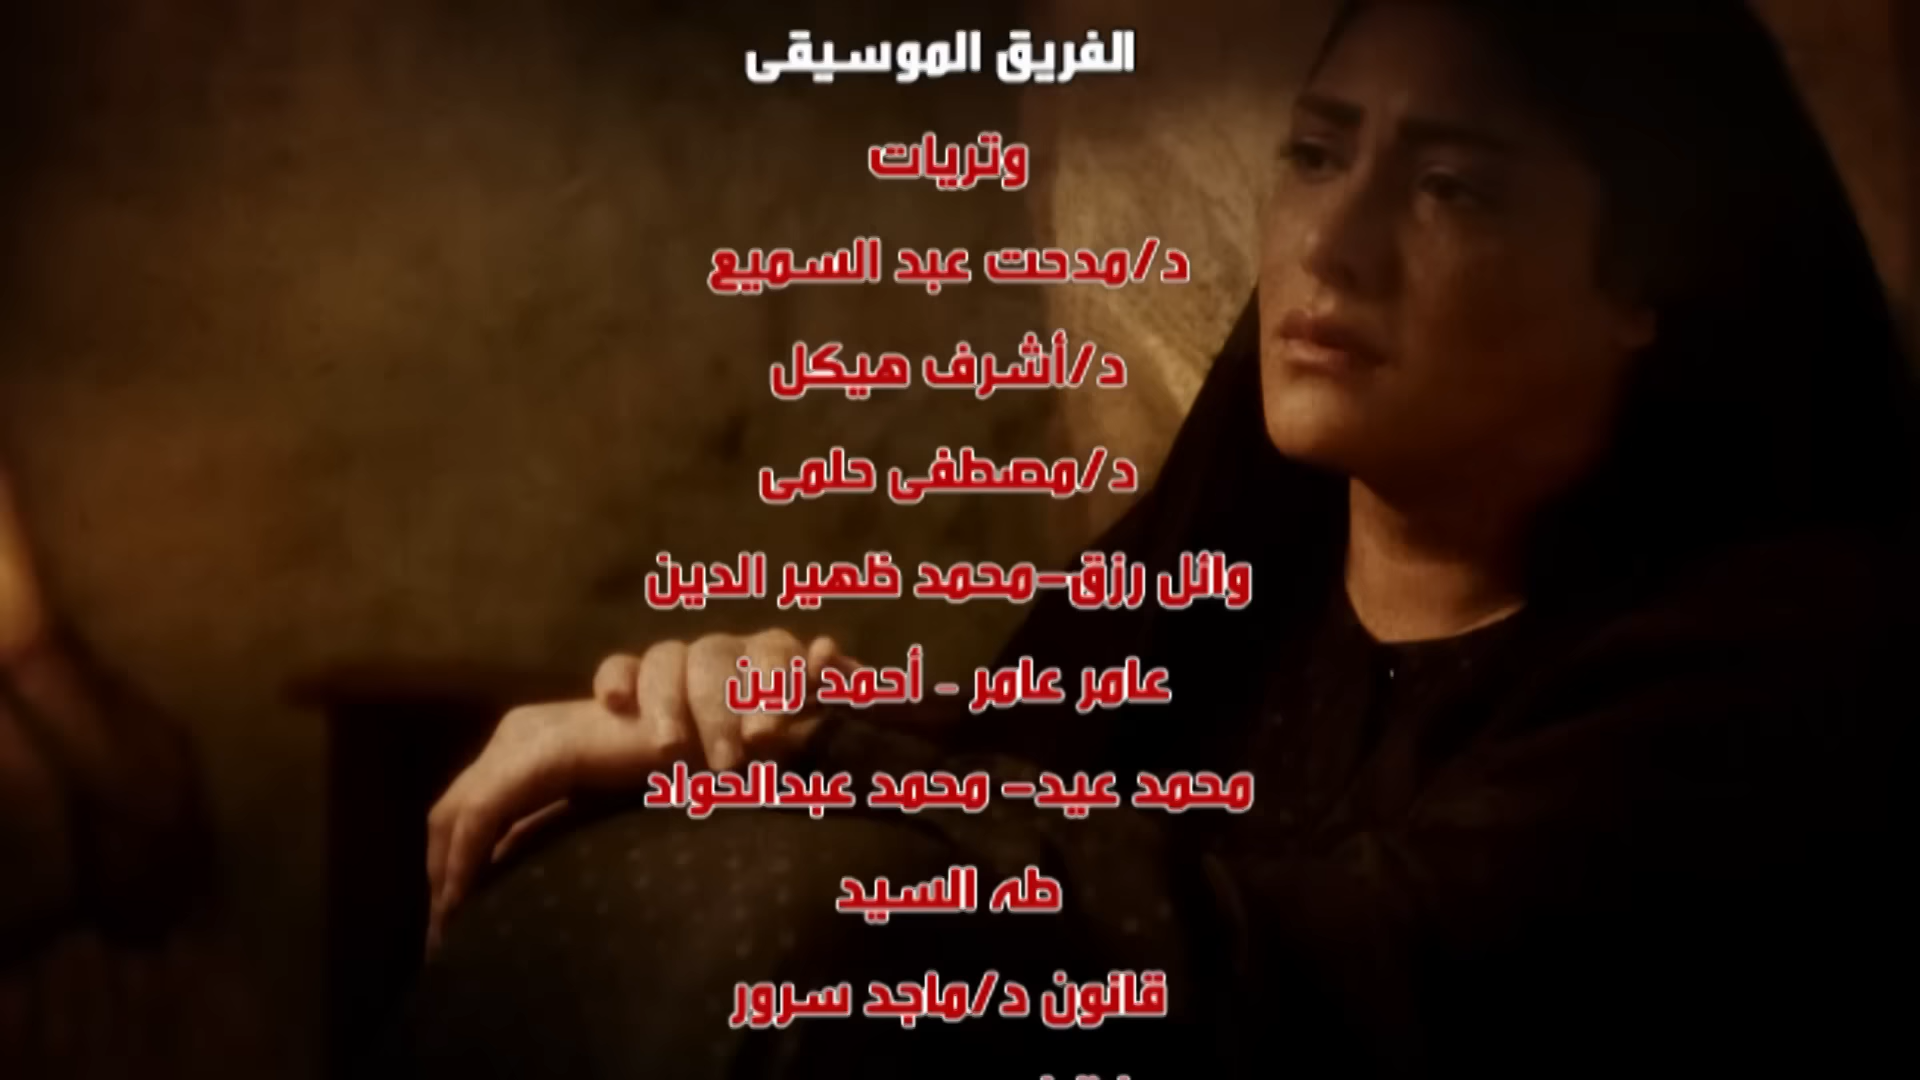 الفريق الموسيقى
وتريات
د/مدحت عبد السميع
د/أشرف هيكل
د/مصطفى حلمى
وائل رزق-محمد ظهير الدين
عامر عامر - أحمد زين
محمد عيد- محمد عبدالحواد
طه السيد
قانون د/ماجد سرور